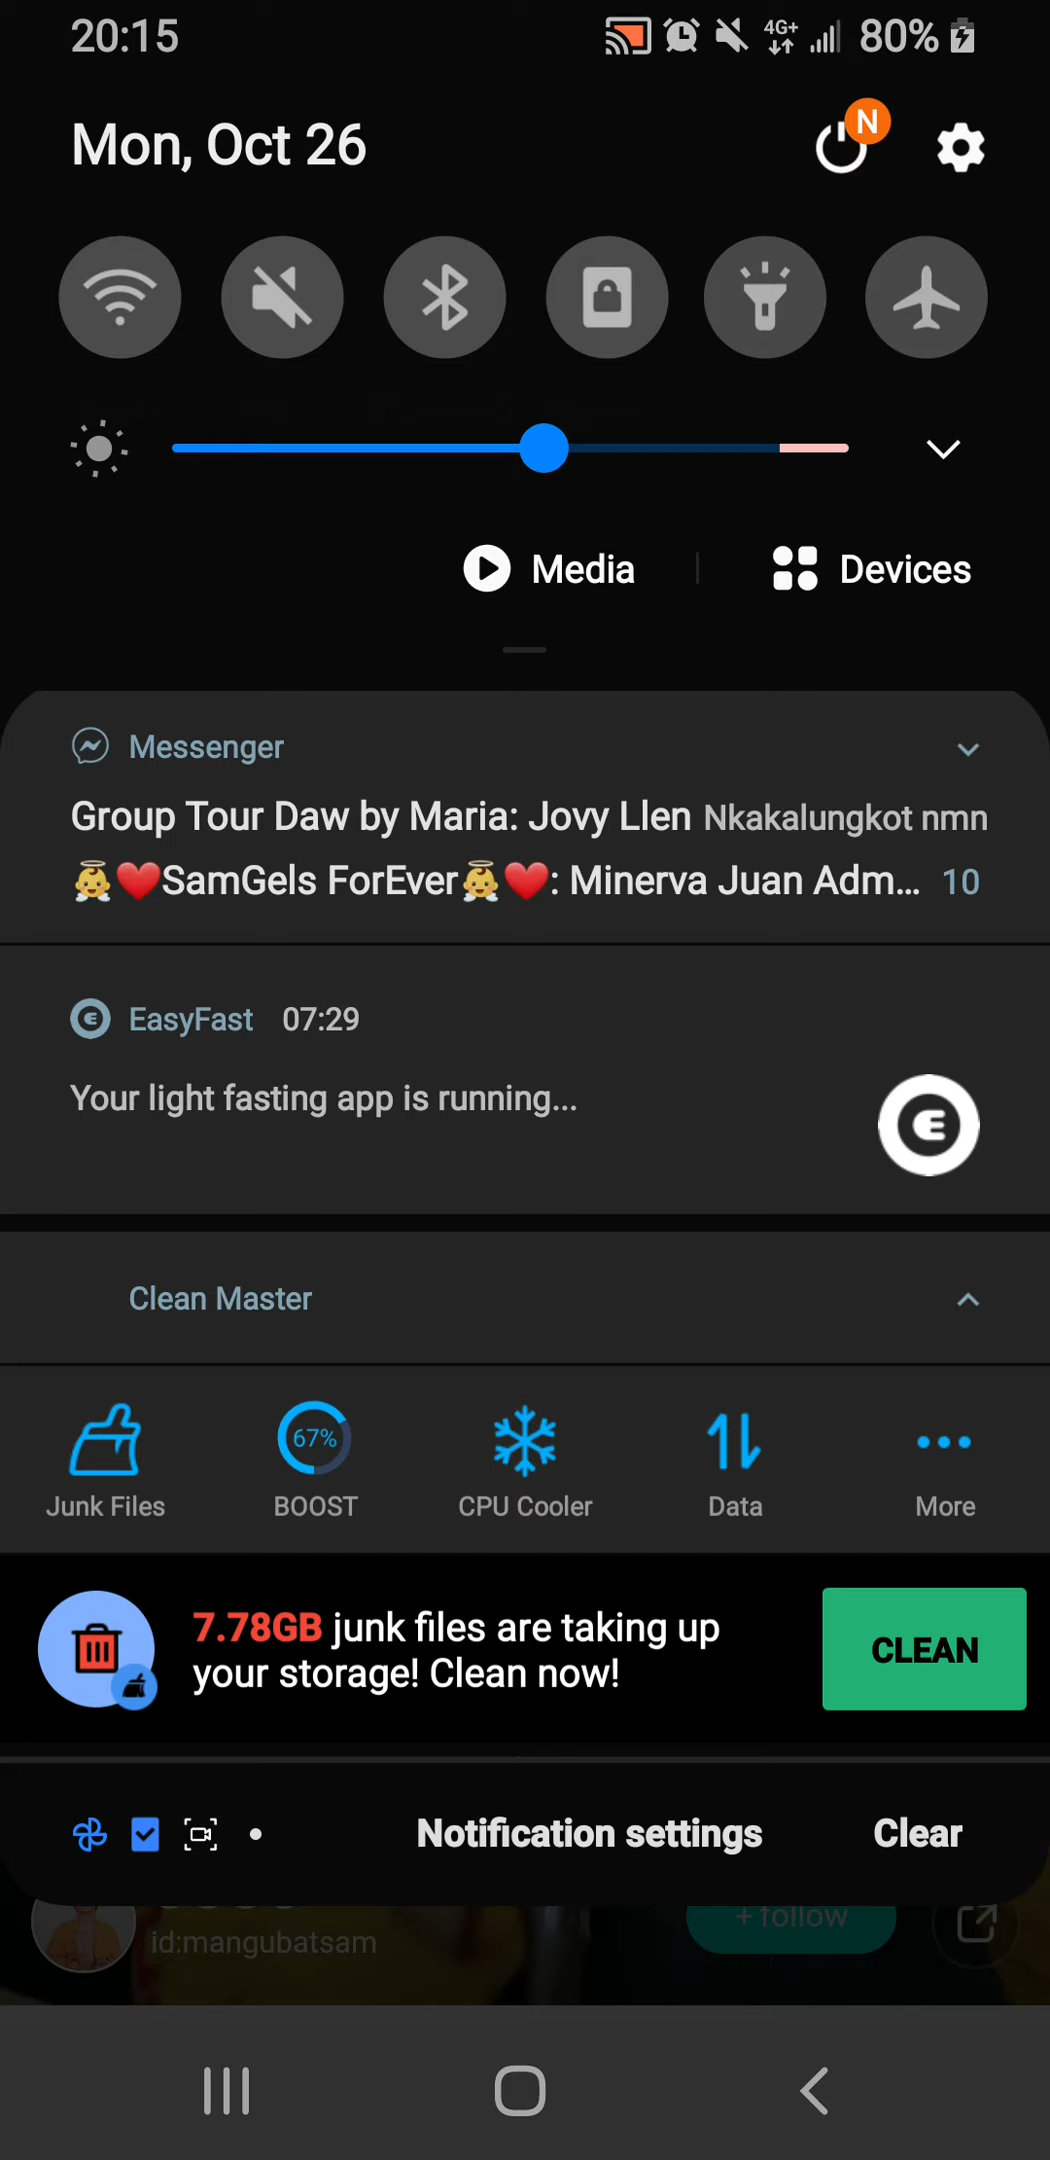 20:15
4G+
80%
Mon, Oct 26
N
Media
Devices
Messenger
Group Tour Daw by Maria: Jovy Llen Nkakalungkot nmn
👼❤️SamGels ForEver👼❤️: Minerva Juan Adm... 10
EasyFast 07:29
Your light fasting app is running...
Clean Master
67%
Junk Files
BOOST
CPU Cooler
Data
More
7.78GB junk files are taking up
your storage! Clean now!
CLEAN
Notification settings
Clear
+ follow
id:mangubatsam